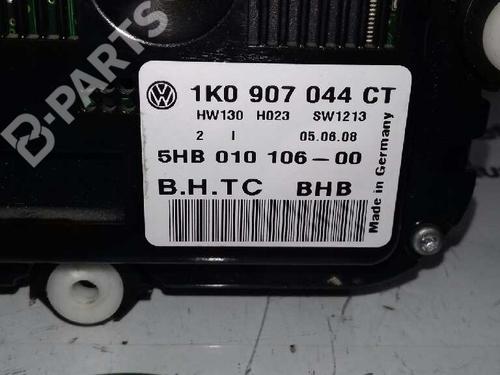 B-PARTS
1K0 907 044 CT
HW130 H023 SW1213
2 I 05.06.08
5HB 010 106-00
B.H.TC BHB
Made in Germany